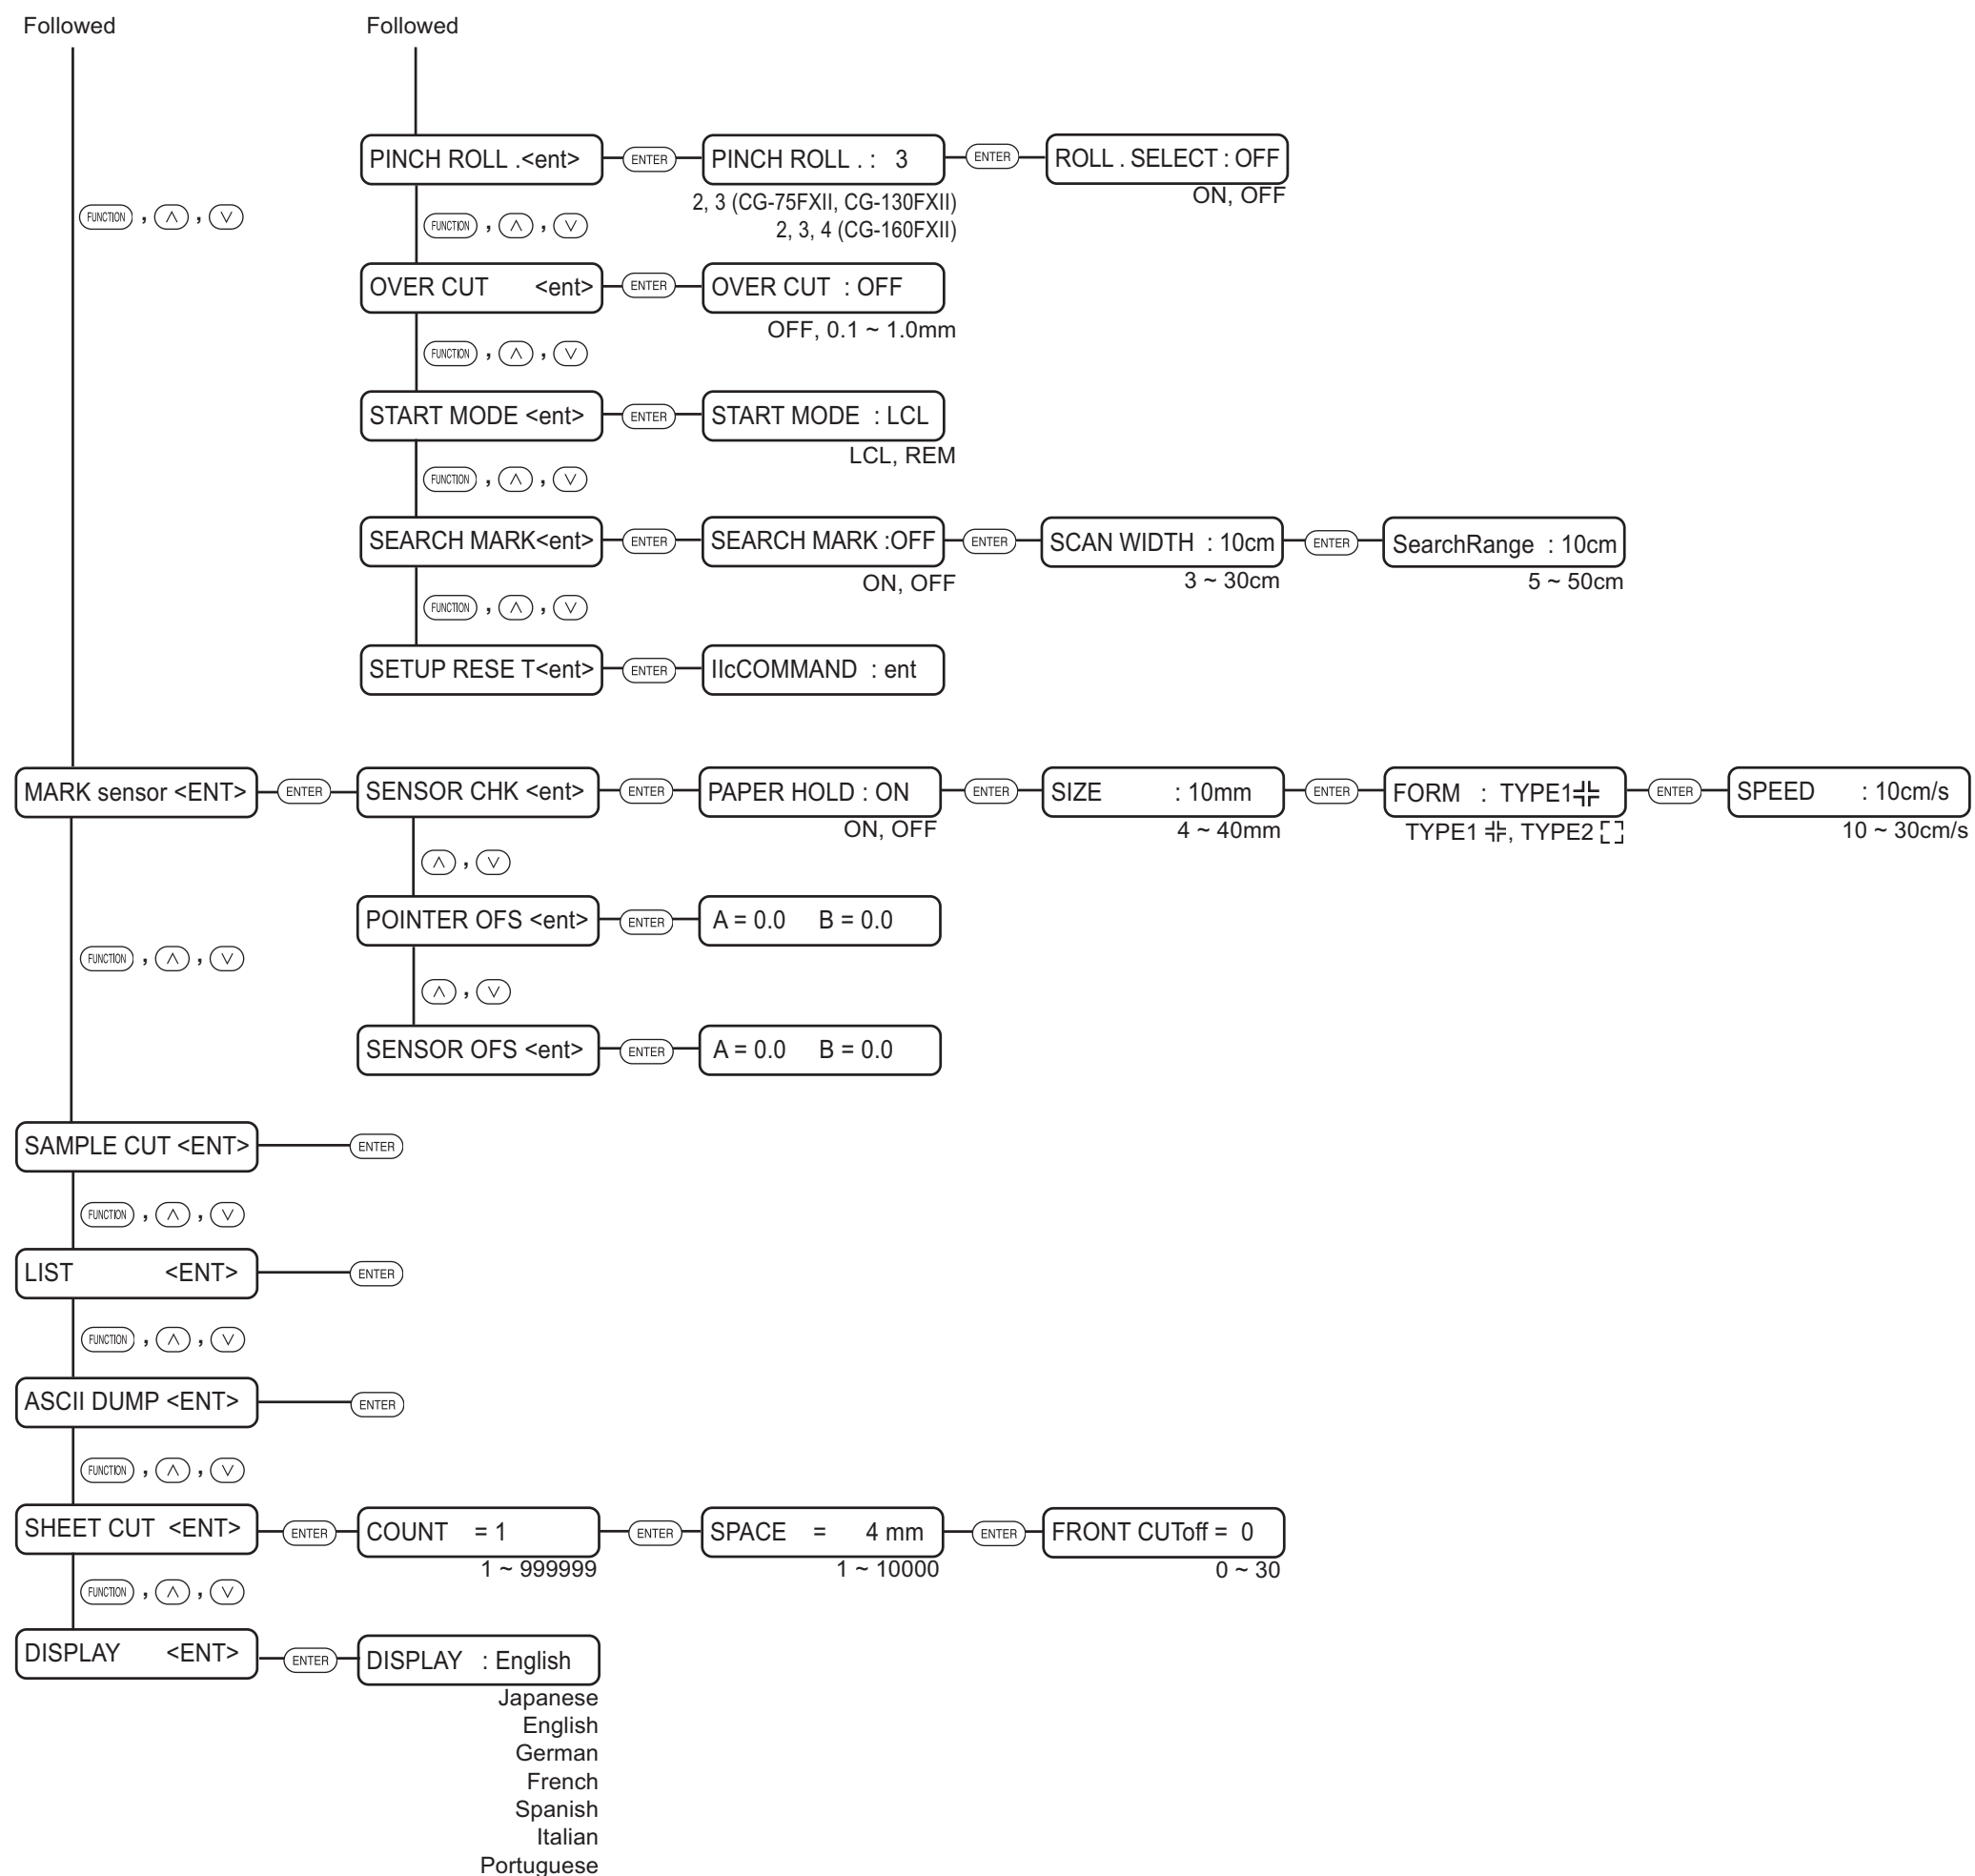 Followed Followed
PINCH ROLL .<ent> ENTER PINCH ROLL . : 3 ENTER ROLL . SELECT : OFF
2, 3 (CG-75FXII, CG-130FXII) ON, OFF
FUNCTION , ∧ , ∨ FUNCTION , ∧ , ∨ 2, 3, 4 (CG-160FXII)
OVER CUT <ent> ENTER OVER CUT : OFF
OFF, 0.1 ~ 1.0mm
FUNCTION , ∧ , ∨
START MODE <ent> ENTER START MODE : LCL
LCL, REM
FUNCTION , ∧ , ∨
SEARCH MARK<ent> ENTER SEARCH MARK :OFF ENTER SCAN WIDTH : 10cm ENTER SearchRange : 10cm
ON, OFF 3 ~ 30cm 5 ~ 50cm
FUNCTION , ∧ , ∨
SETUP RESE T<ent> ENTER IIcCOMMAND : ent
MARK sensor <ENT> ENTER SENSOR CHK <ent> ENTER PAPER HOLD : ON ENTER SIZE : 10mm ENTER FORM : TYPE1 ENTER SPEED : 10cm/s
ON, OFF 4 ~ 40mm TYPE1 , TYPE2 10 ~ 30cm/s
∧ , ∨
POINTER OFS <ent> ENTER A = 0.0 B = 0.0
FUNCTION , ∧ , ∨
∧ , ∨
SENSOR OFS <ent> ENTER A = 0.0 B = 0.0
SAMPLE CUT <ENT> ENTER
FUNCTION , ∧ , ∨
LIST <ENT> ENTER
FUNCTION , ∧ , ∨
ASCII DUMP <ENT> ENTER
FUNCTION , ∧ , ∨
SHEET CUT <ENT> ENTER COUNT = 1 ENTER SPACE = 4 mm ENTER FRONT CUToff = 0
1 ~ 999999 1 ~ 10000 0 ~ 30
FUNCTION , ∧ , ∨
DISPLAY <ENT> ENTER DISPLAY : English
Japanese
English
German
French
Spanish
Italian
Portuguese